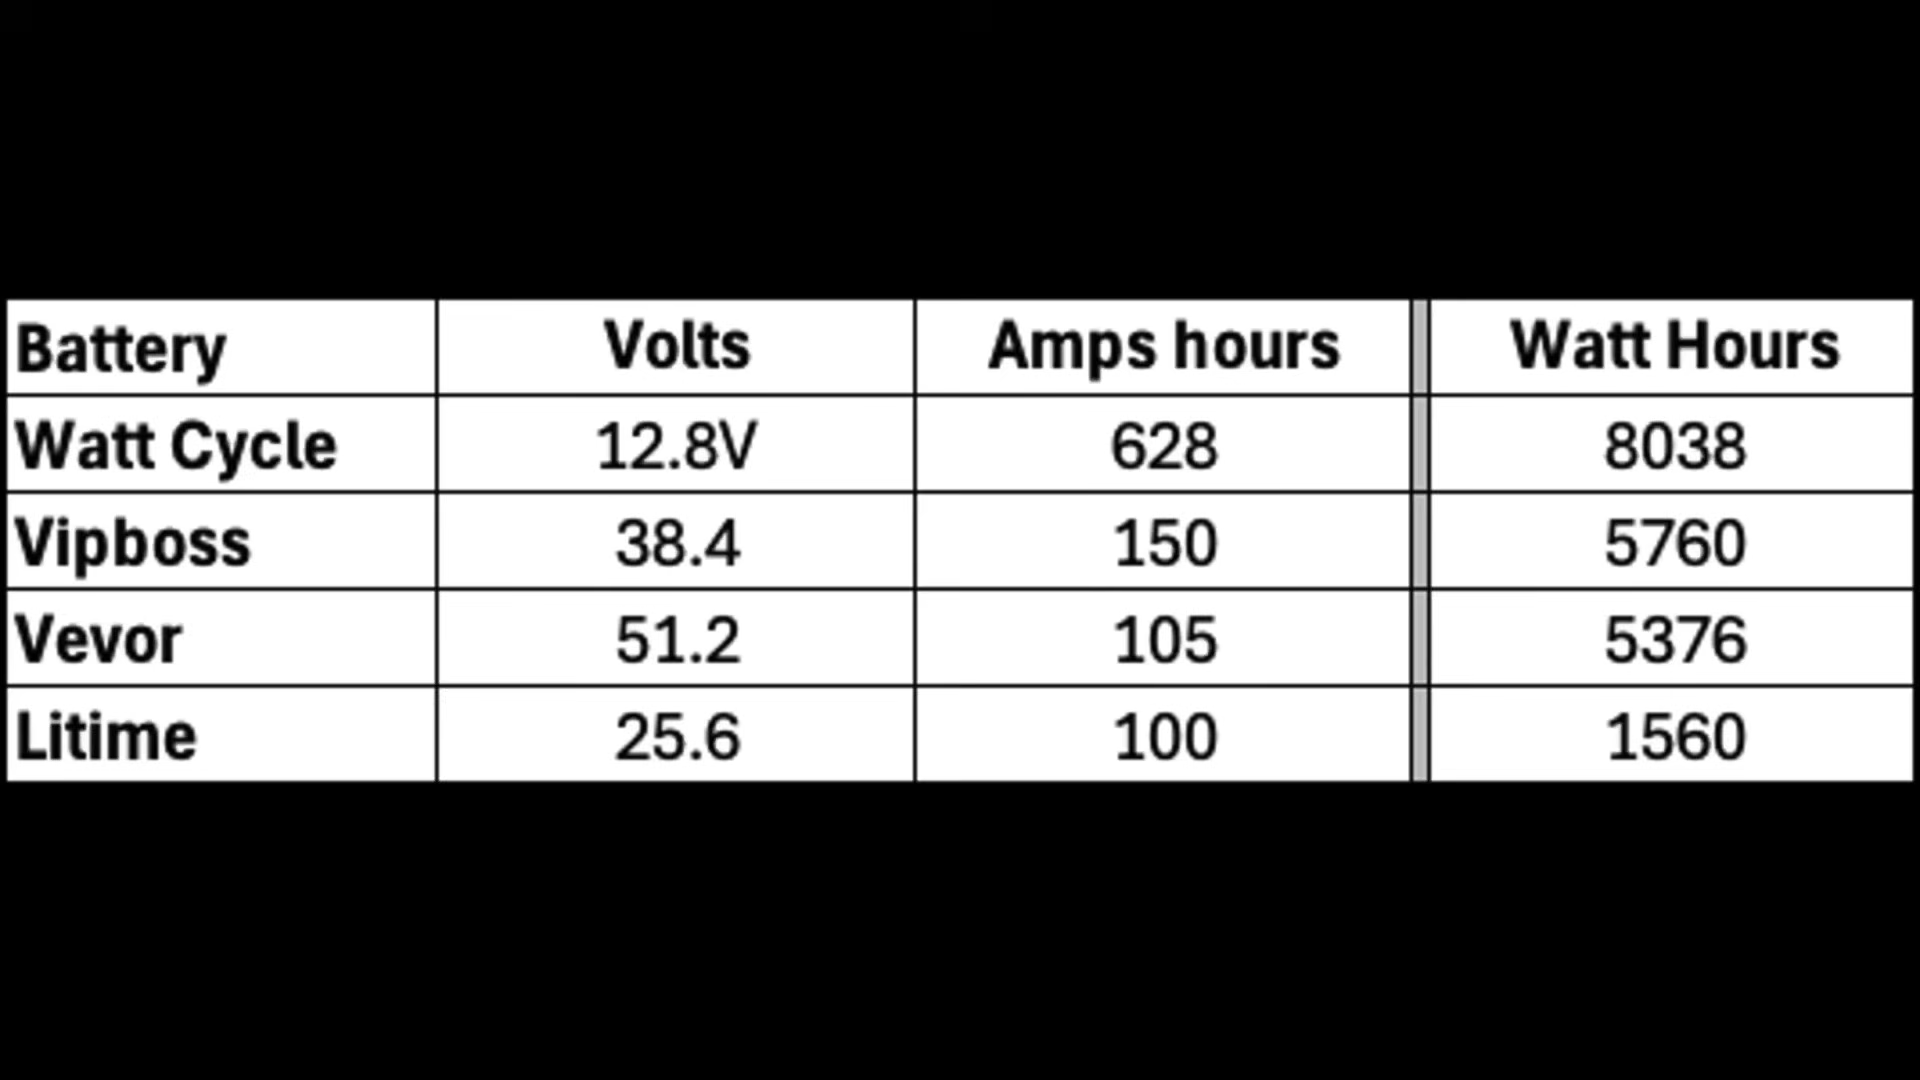 Battery Volts Amps hours Watt Hours
Watt Cycle 12.8V 628 8038
Vipboss 38.4 150 5760
Vevor 51.2 105 5376
Litime 25.6 100 1560